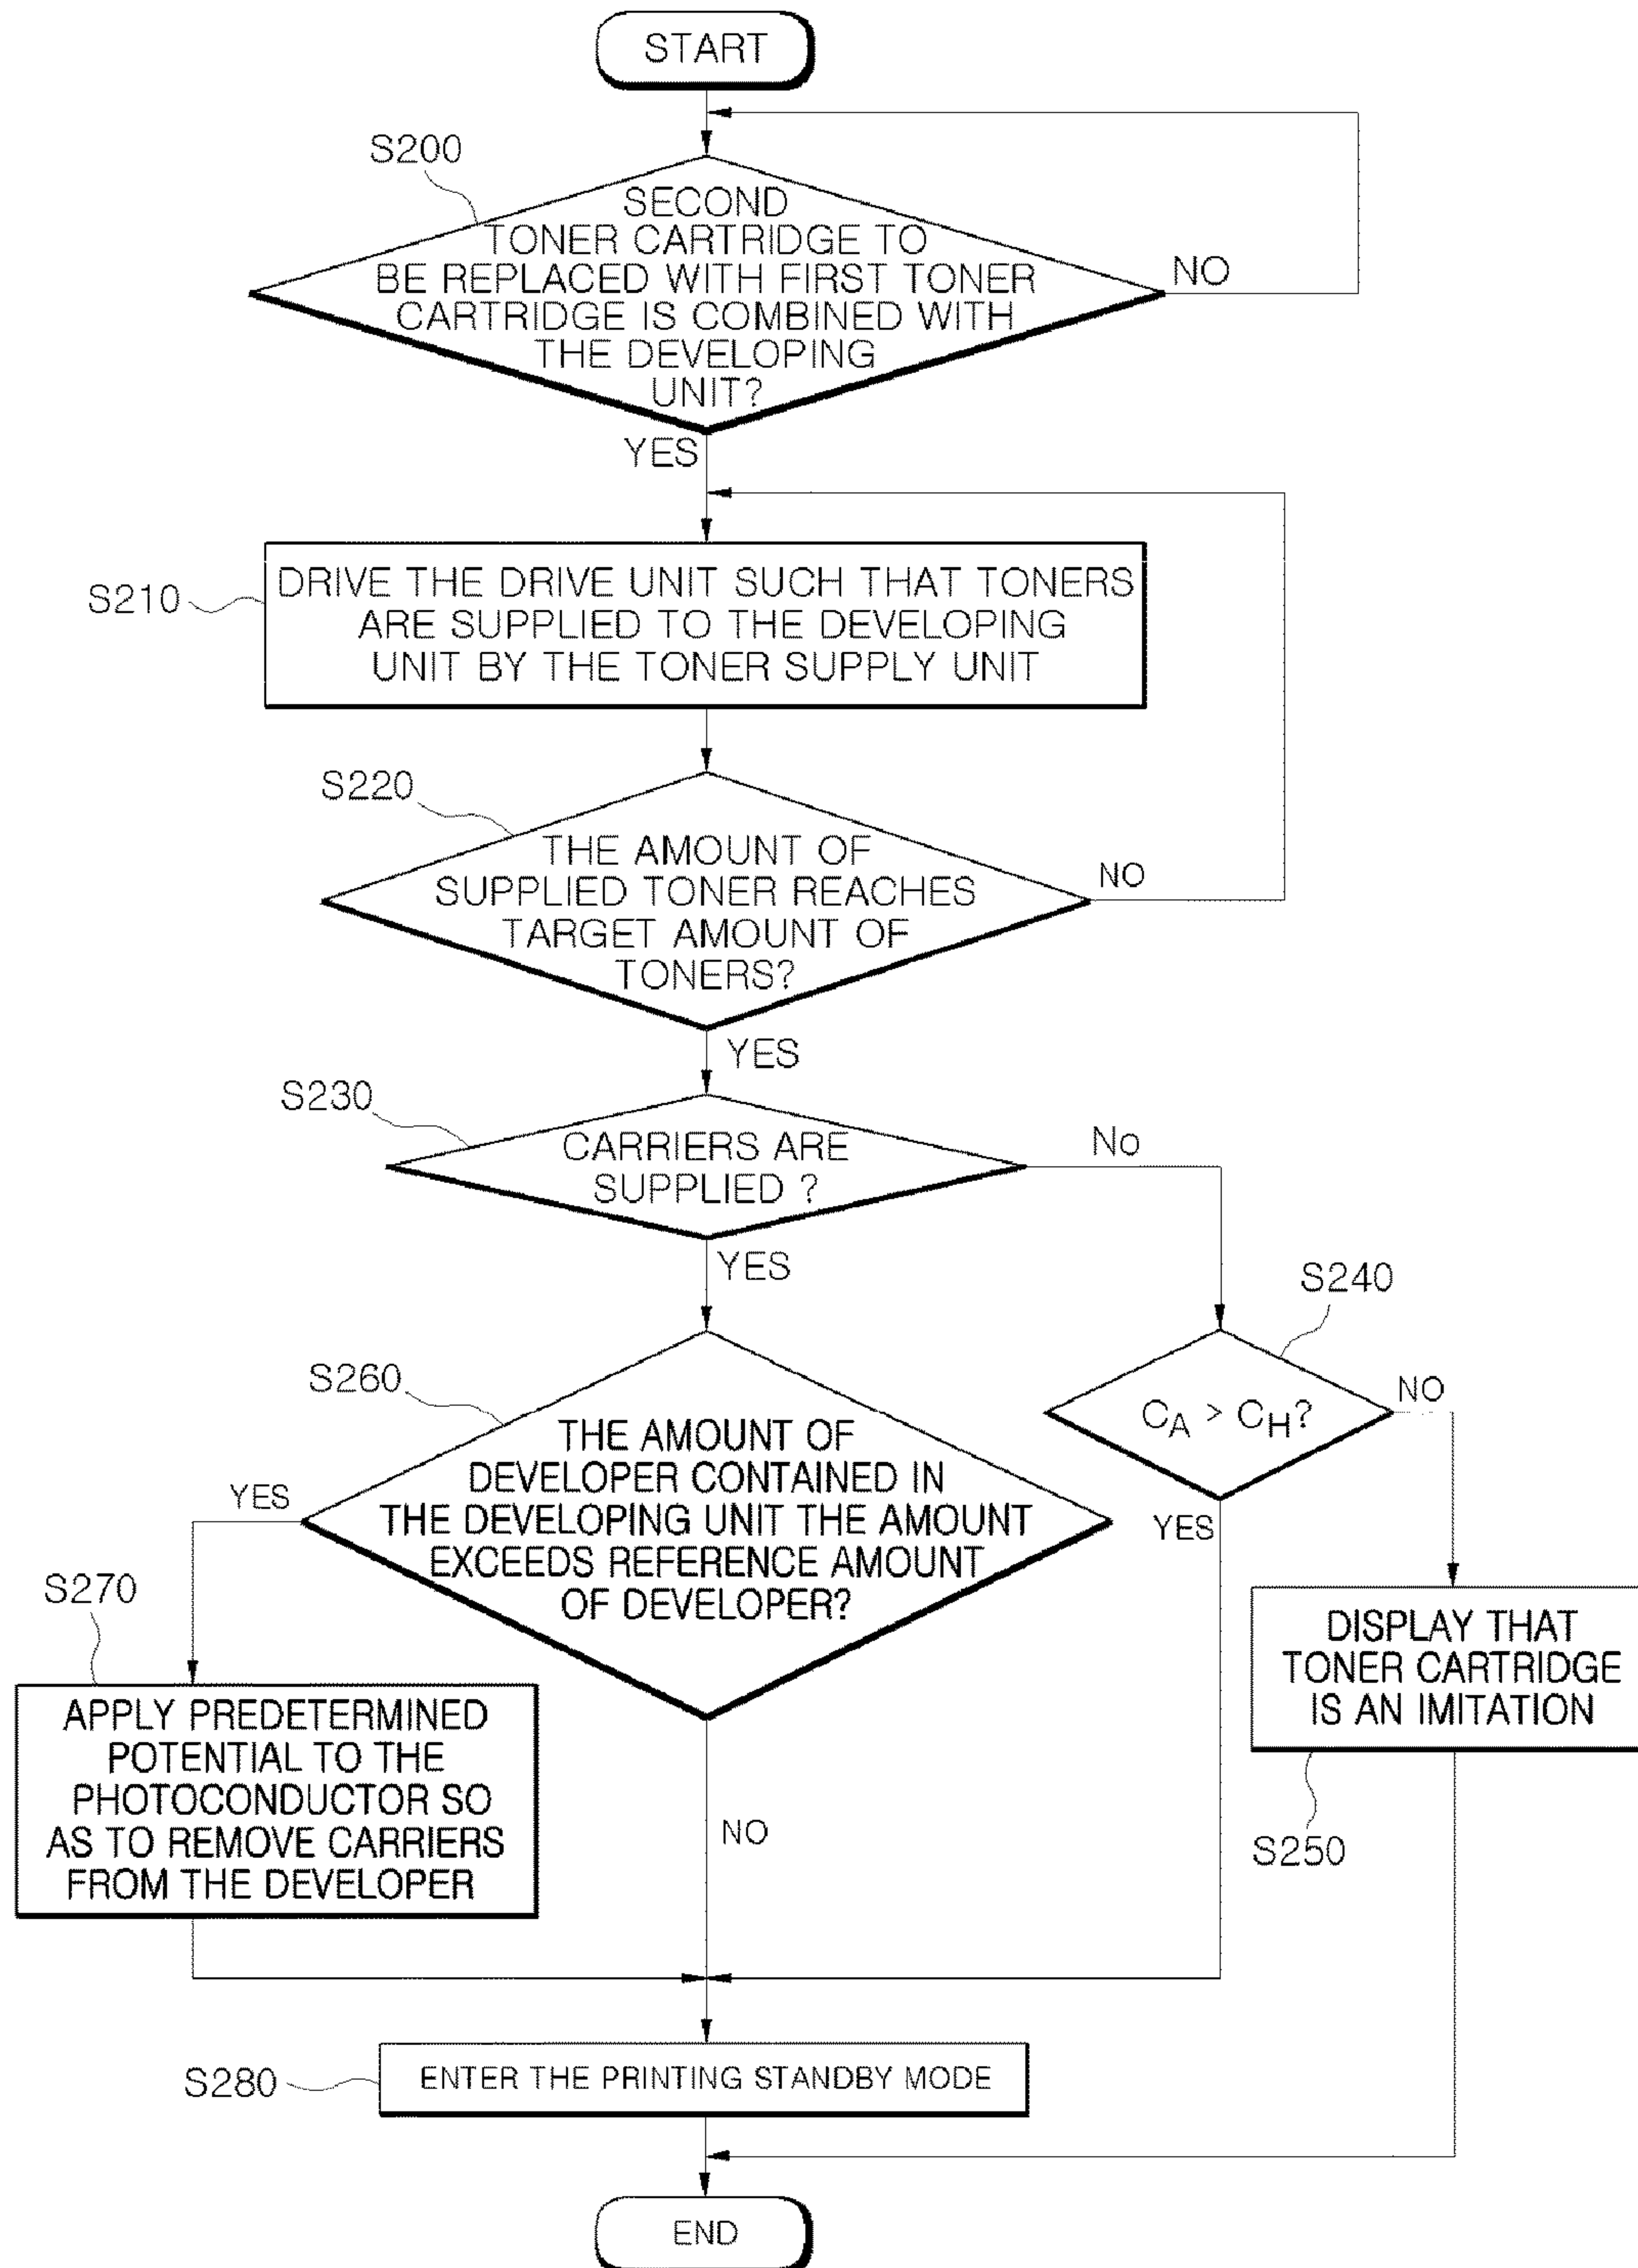 START
S200
SECOND
TONER CARTRIDGE TO
BE REPLACED WITH FIRST TONER
CARTRIDGE IS COMBINED WITH
THE DEVELOPING
UNIT?
NO
YES
S210
DRIVE THE DRIVE UNIT SUCH THAT TONERS
ARE SUPPLIED TO THE DEVELOPING
UNIT BY THE TONER SUPPLY UNIT
S220
THE AMOUNT OF
SUPPLIED TONER REACHES
TARGET AMOUNT OF
TONERS?
NO
YES
S230
CARRIERS ARE
SUPPLIED ?
No
YES
S240
CA > CH?
NO
YES
S260
THE AMOUNT OF
DEVELOPER CONTAINED IN
THE DEVELOPING UNIT THE AMOUNT
EXCEEDS REFERENCE AMOUNT
OF DEVELOPER?
YES
NO
S270
APPLY PREDETERMINED
POTENTIAL TO THE
PHOTOCONDUCTOR SO
AS TO REMOVE CARRIERS
FROM THE DEVELOPER
DISPLAY THAT
TONER CARTRIDGE
IS AN IMITATION
S250
S280
ENTER THE PRINTING STANDBY MODE
END